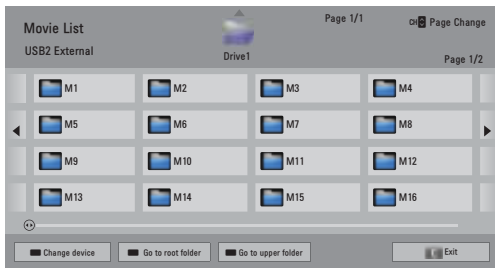 Movie List
USB2 External
Drive1
Page 1/1
CH Page Change
Page 1/2
M1 M2 M3 M4
M5 M6 M7 M8
M9 M10 M11 M12
M13 M14 M15 M16
Change device Go to root folder Go to upper folder Exit